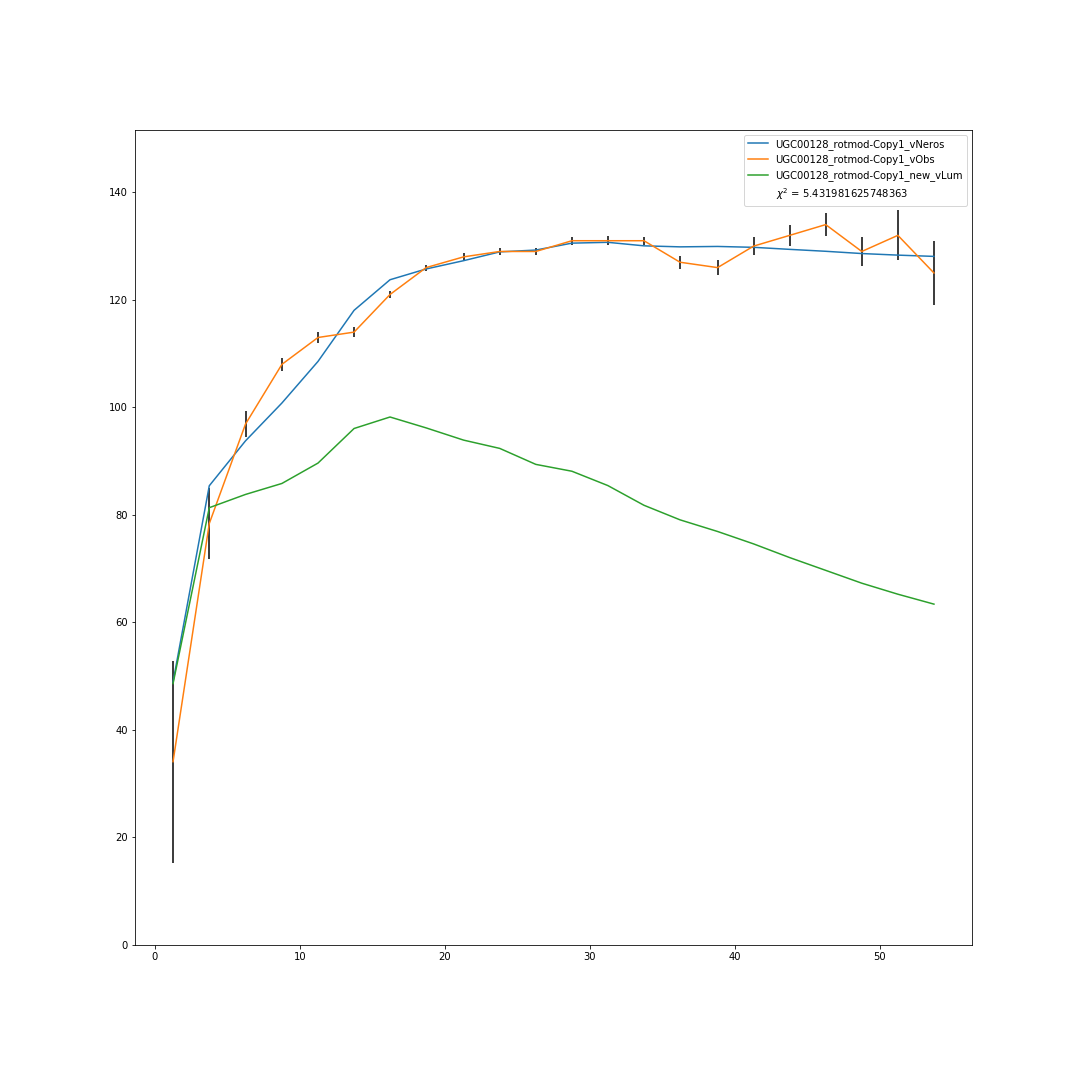 UGC00128_rotmod-Copy1_vNeros
UGC00128_rotmod-Copy1_vObs
UGC00128_rotmod-Copy1_new_vLum
χ² = 5.431981625748363
140
120
100
80
60
40
20
0
0 10 20 30 40 50